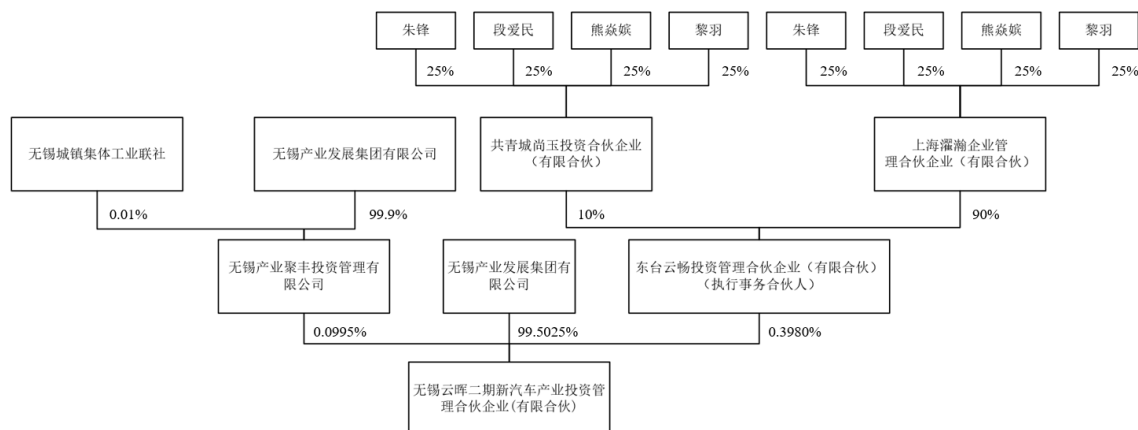 朱锋
段爱民
熊焱嫔
黎羽
朱锋
段爱民
熊焱嫔
黎羽
25%
25%
25%
25%
25%
25%
25%
25%
无锡城镇集体工业联社
无锡产业发展集团有限公司
共青城尚玉投资合伙企业
（有限合伙）
上海濯瀚企业管
理合伙企业（有限合伙）
0.01%
99.9%
10%
90%
无锡产业聚丰投资管理有
限公司
无锡产业发展集团有
限公司
东台云畅投资管理合伙企业（有限合伙）
（执行事务合伙人）
0.0995%
99.5025%
0.3980%
无锡云晖二期新汽车产业投资管
理合伙企业(有限合伙)